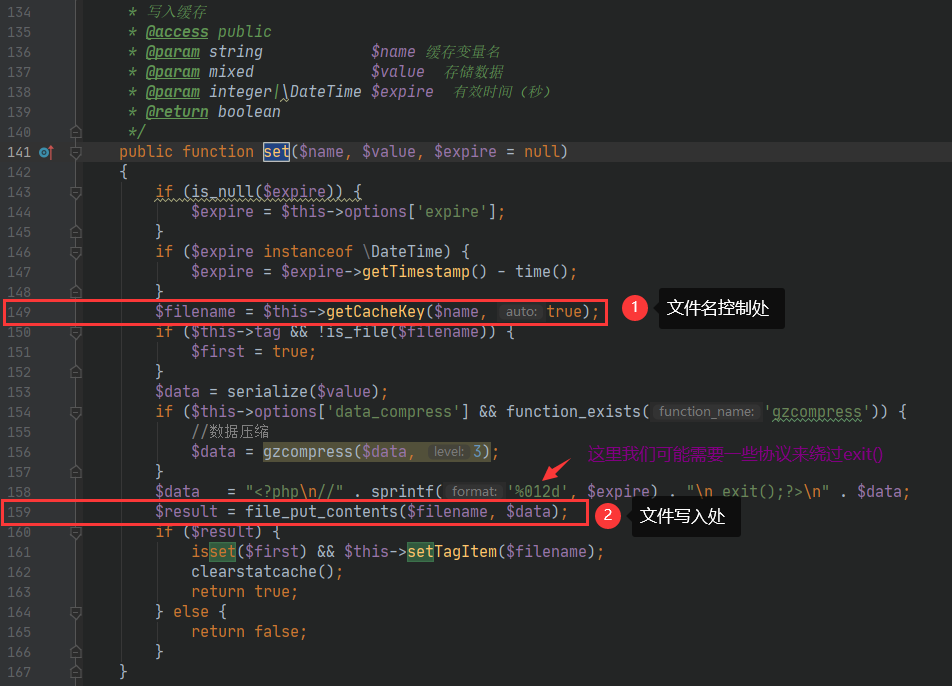 134 * 写入缓存
135 * @access public
136 * @param string $name 缓存变量名
137 * @param mixed $value 存储数据
138 * @param integer|\DateTime $expire 有效时间（秒）
139 * @return boolean
140 */
141 public function set($name, $value, $expire = null)
142 {
143 if (is_null($expire)) {
144 $expire = $this->options['expire'];
145 }
146 if ($expire instanceof \DateTime) {
147 $expire = $expire->getTimestamp() - time();
148 }
149 $filename = $this->getCacheKey($name, auto: true); 1 文件名控制处
150 if ($this->tag && !is_file($filename)) {
151 $first = true;
152 }
153 $data = serialize($value);
154 if ($this->options['data_compress'] && function_exists( function_name: 'gzcompress')) {
155 //数据压缩
156 $data = gzcompress($data, level: 3); 这里我们可能需要一些协议来绕过exit()
157 }
158 $data = "<?php\n//" . sprintf( format: '%012d', $expire) . "\n exit();?>\n" . $data;
159 $result = file_put_contents($filename, $data); 2 文件写入处
160 if ($result) {
161 isset($first) && $this->setTagItem($filename);
162 clearstatcache();
163 return true;
164 } else {
165 return false;
166 }
167 }